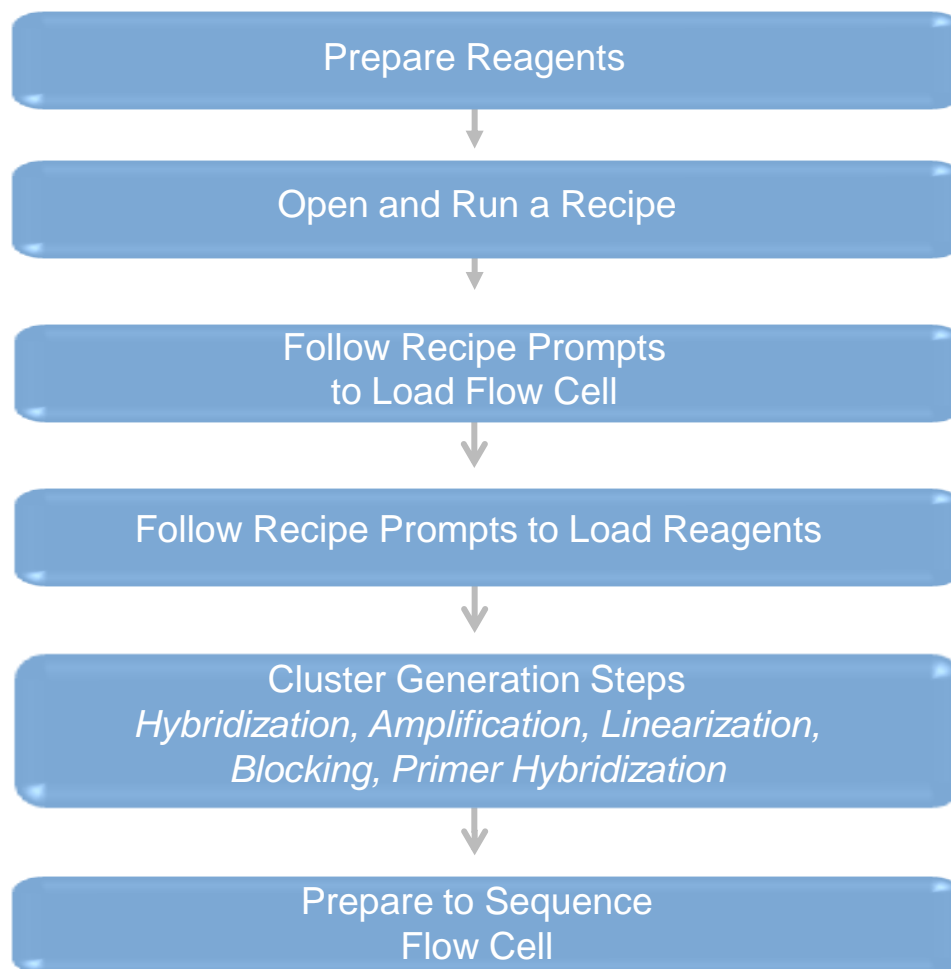 Prepare Reagents
Open and Run a Recipe
Follow Recipe Prompts
to Load Flow Cell
Follow Recipe Prompts to Load Reagents
Cluster Generation Steps
Hybridization, Amplification, Linearization,
Blocking, Primer Hybridization
Prepare to Sequence
Flow Cell